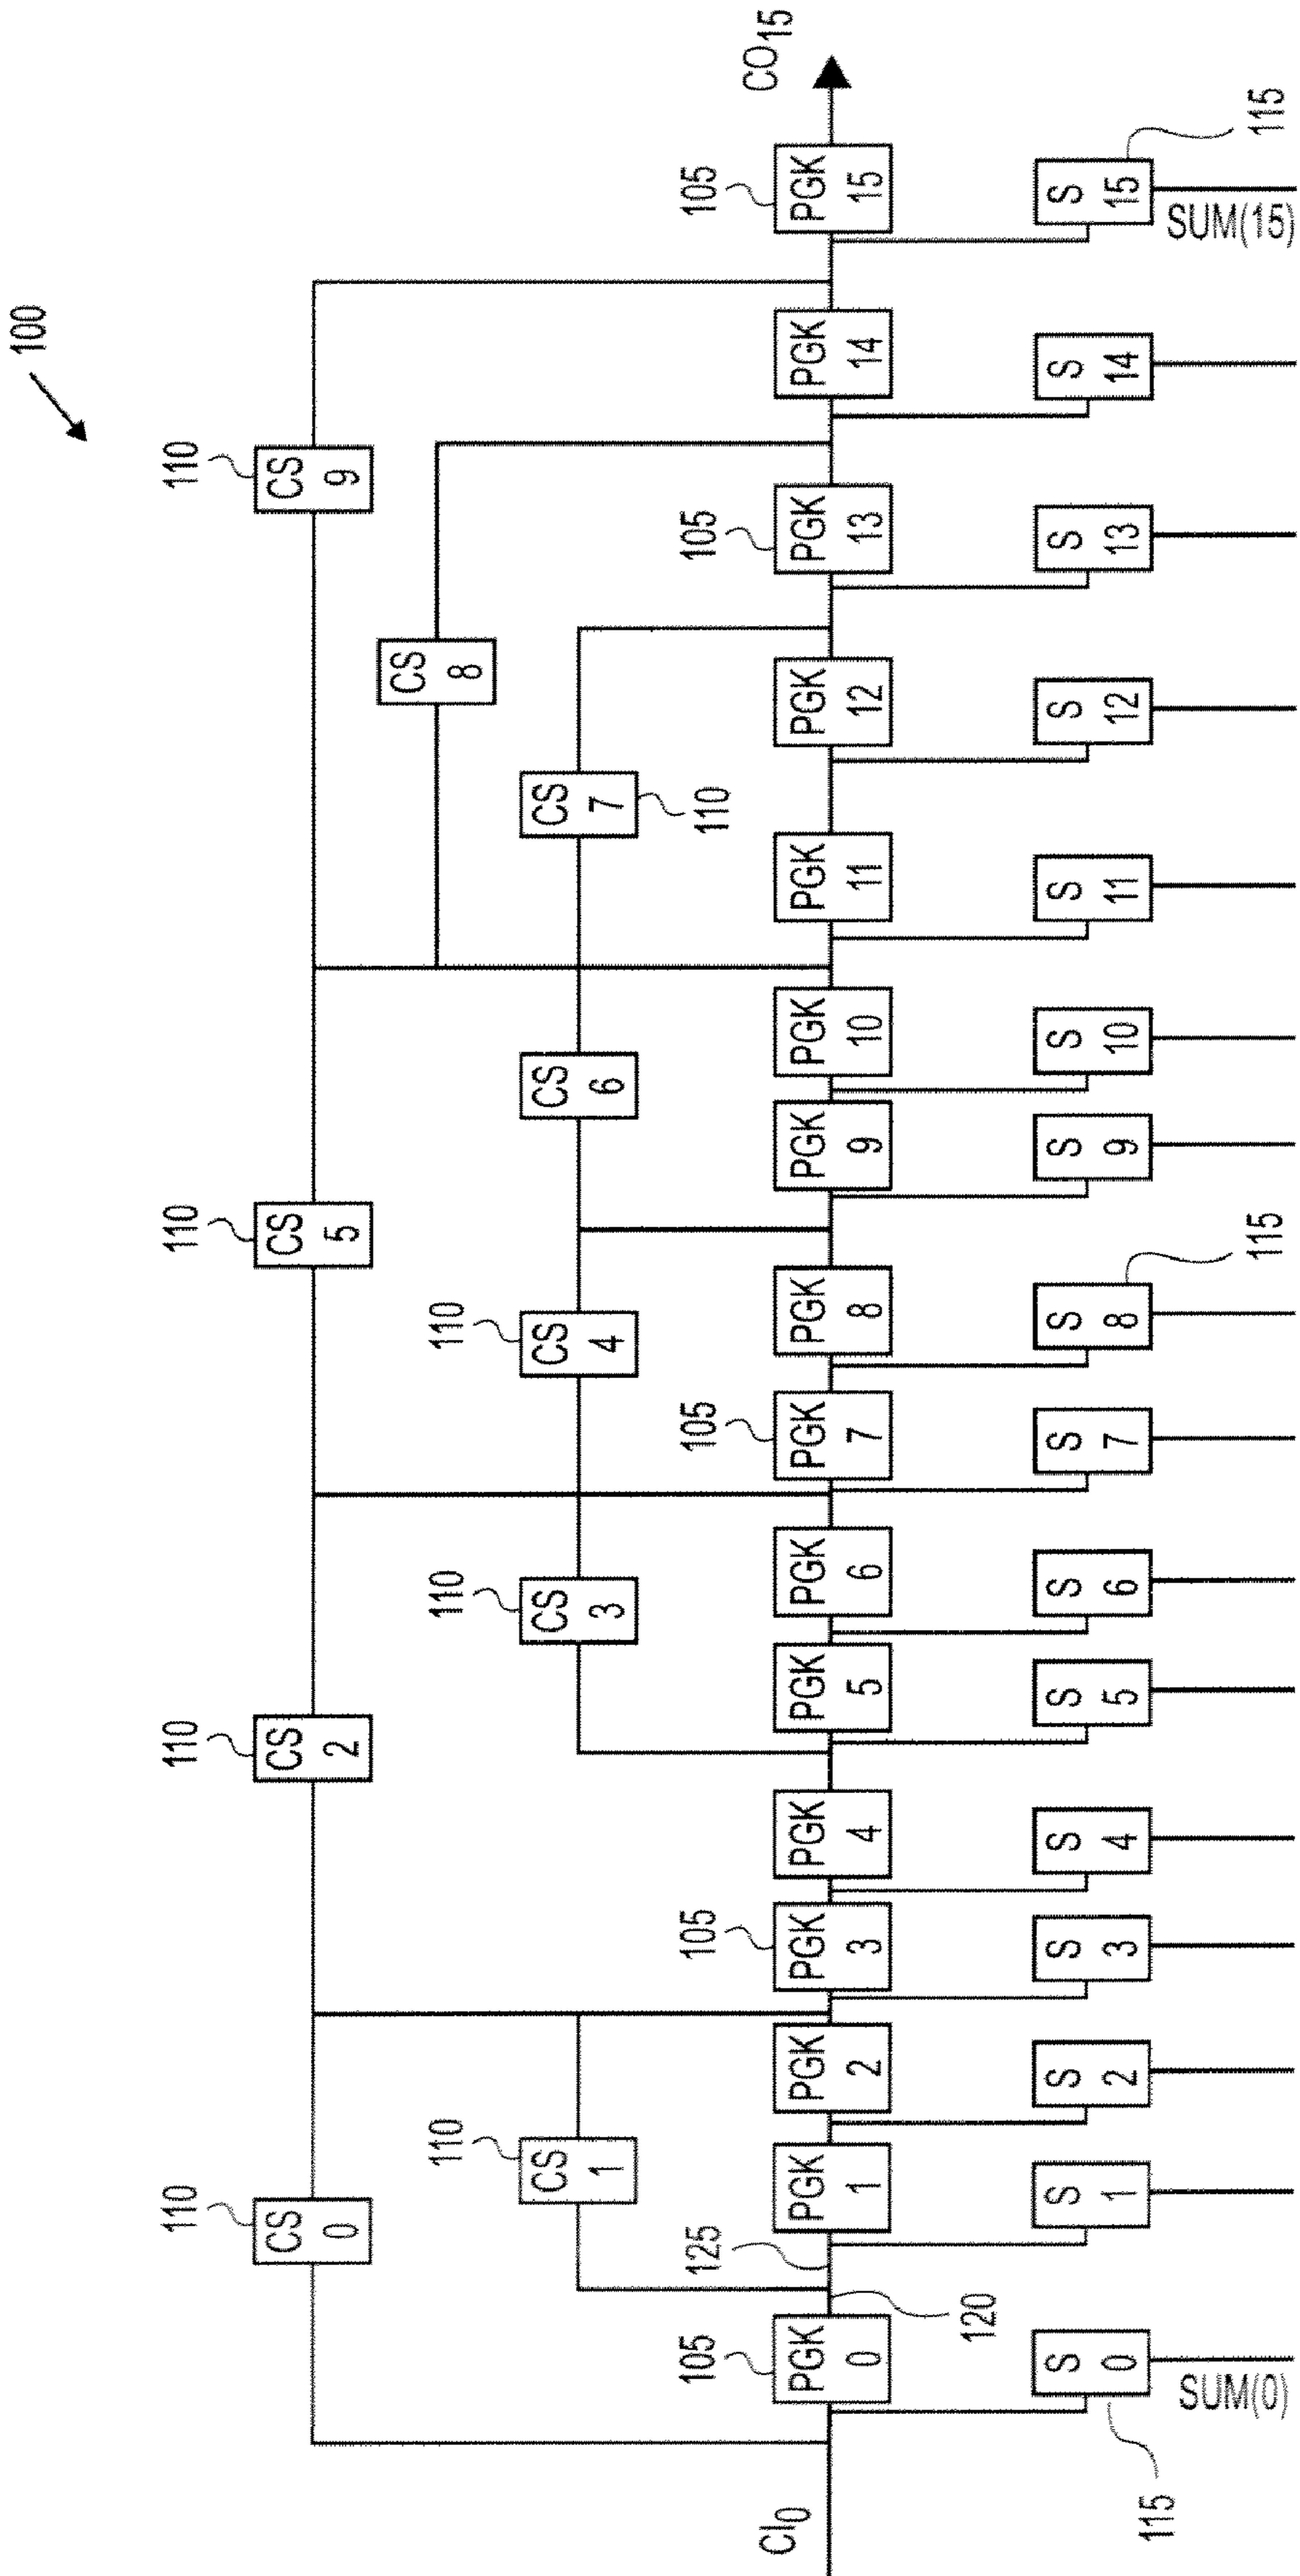 100
110
CS 0
110
CS 2
110
CS 5
110
CS 9
CS 8
110
CS 1
110
CS 3
110
CS 4
CS 6
CS 7
110
105
105
105
105
105
CI0
PGK 0
PGK 1
PGK 2
PGK 3
PGK 4
PGK 5
PGK 6
PGK 7
PGK 8
PGK 9
PGK 10
PGK 11
PGK 12
PGK 13
PGK 14
PGK 15
CO15
120
125
S 0
S 1
S 2
S 3
S 4
S 5
S 6
S 7
S 8
S 9
S 10
S 11
S 12
S 13
S 14
S 15
115
SUM(0)
115
SUM(15)
115